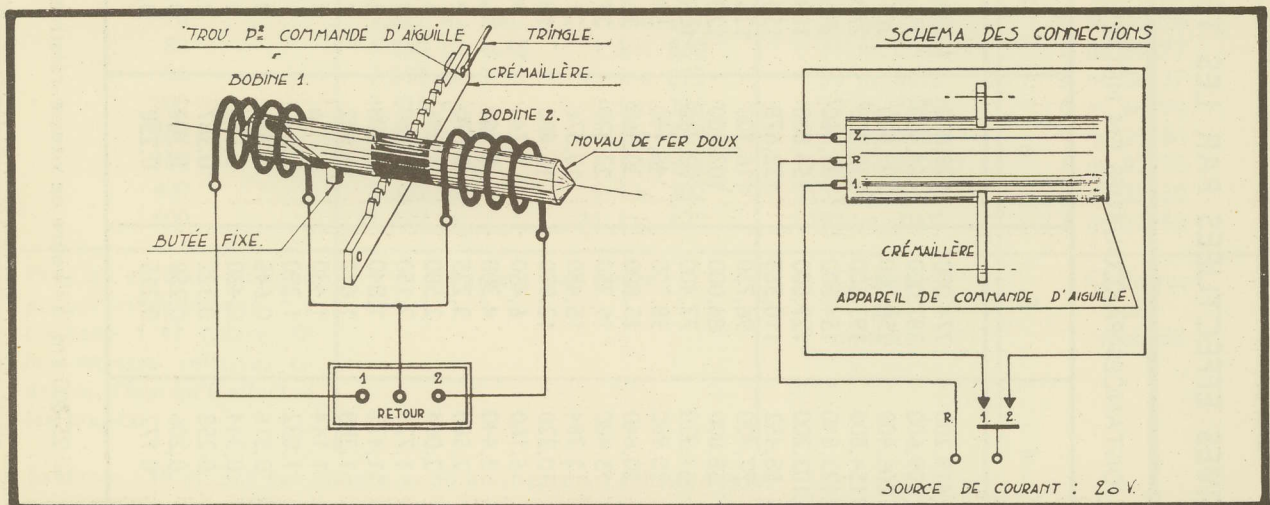 TROU Pr COMMANDE D'AIGUILLE
TRINGLE.
CRÉMAILLÈRE.
BOBINE 1.
BOBINE 2.
NOYAU DE FER DOUX
BUTÉE FIXE.
1 2
RETOUR
SCHEMA DES CONNECTIONS
2.
R
1.
CRÉMAILLÈRE
APPAREIL DE COMMANDE D'AIGUILLE.
R. 1. 2.
SOURCE DE COURANT : 20 V.